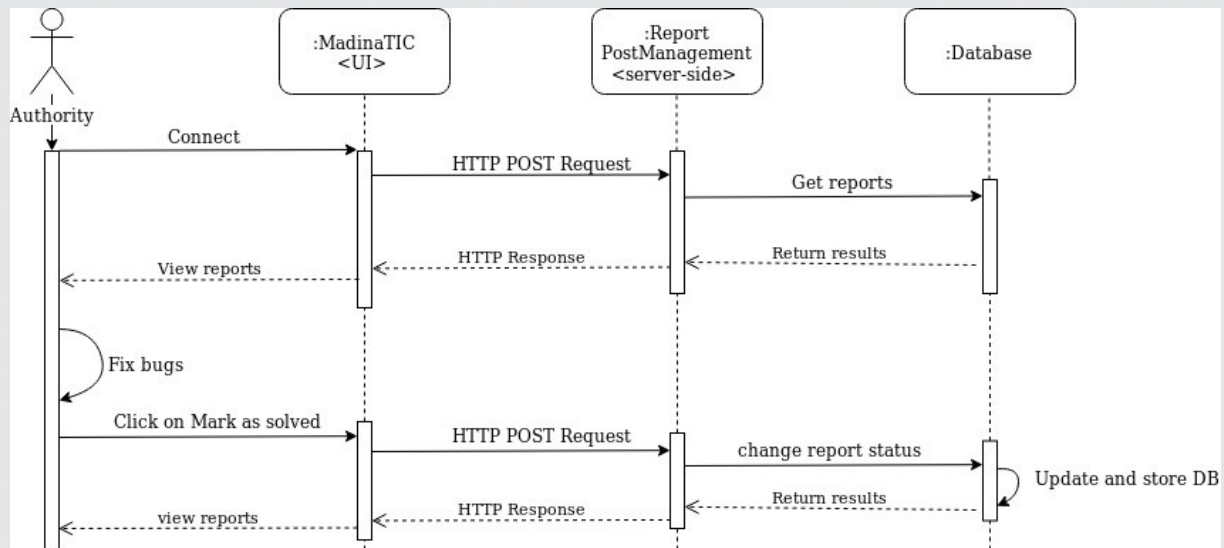 :MadinaTIC
<UI>
:Report
PostManagement
<server-side>
:Database
Authority
Connect
HTTP POST Request
Get reports
Return results
HTTP Response
View reports
Fix bugs
Click on Mark as solved
HTTP POST Request
change report status
Update and store DB
Return results
HTTP Response
view reports